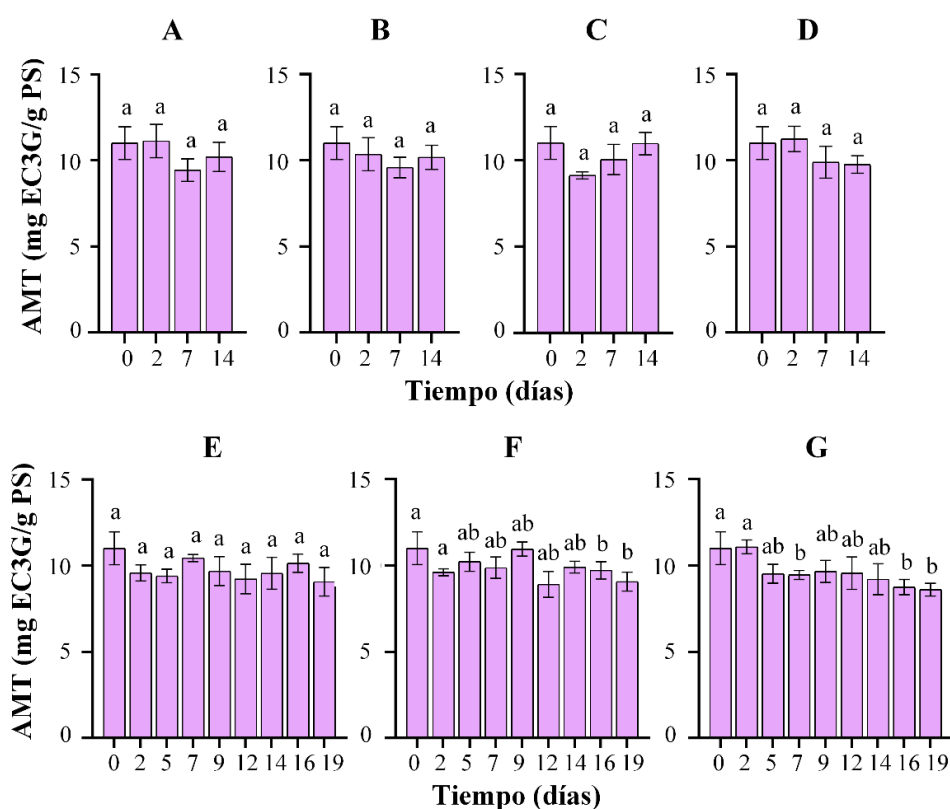 A B C D
AMT (mg EC3G/g PS)
15 15 15 15
a a a a a a a a a a a a a a a a
10 10 10 10
5 5 5 5
0 0 0 0
0 2 7 14 0 2 7 14 0 2 7 14 0 2 7 14
Tiempo (días)
E F G
AMT (mg EC3G/g PS)
15 15 15
a a a a a a a a a a a ab ab ab ab ab b b a a ab b ab ab ab b b
10 10 10
5 5 5
0 0 0
0 2 5 7 9 12 14 16 19 0 2 5 7 9 12 14 16 19 0 2 5 7 9 12 14 16 19
Tiempo (días)